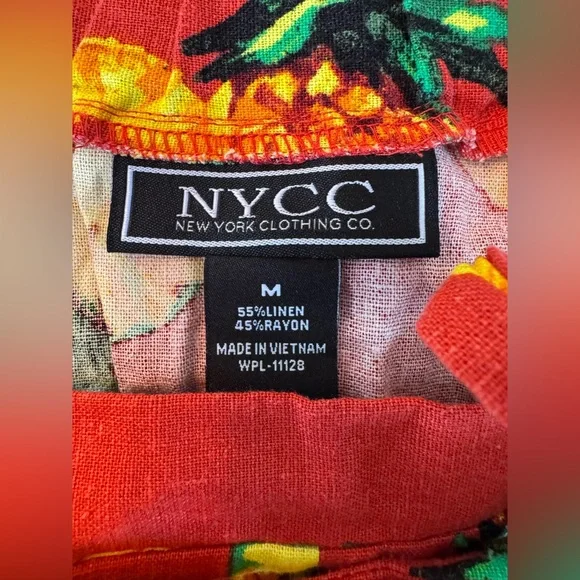 NYCC
NEW YORK CLOTHING CO.
M
55%LINEN
45%RAYON
MADE IN VIETNAM
WPL-11128